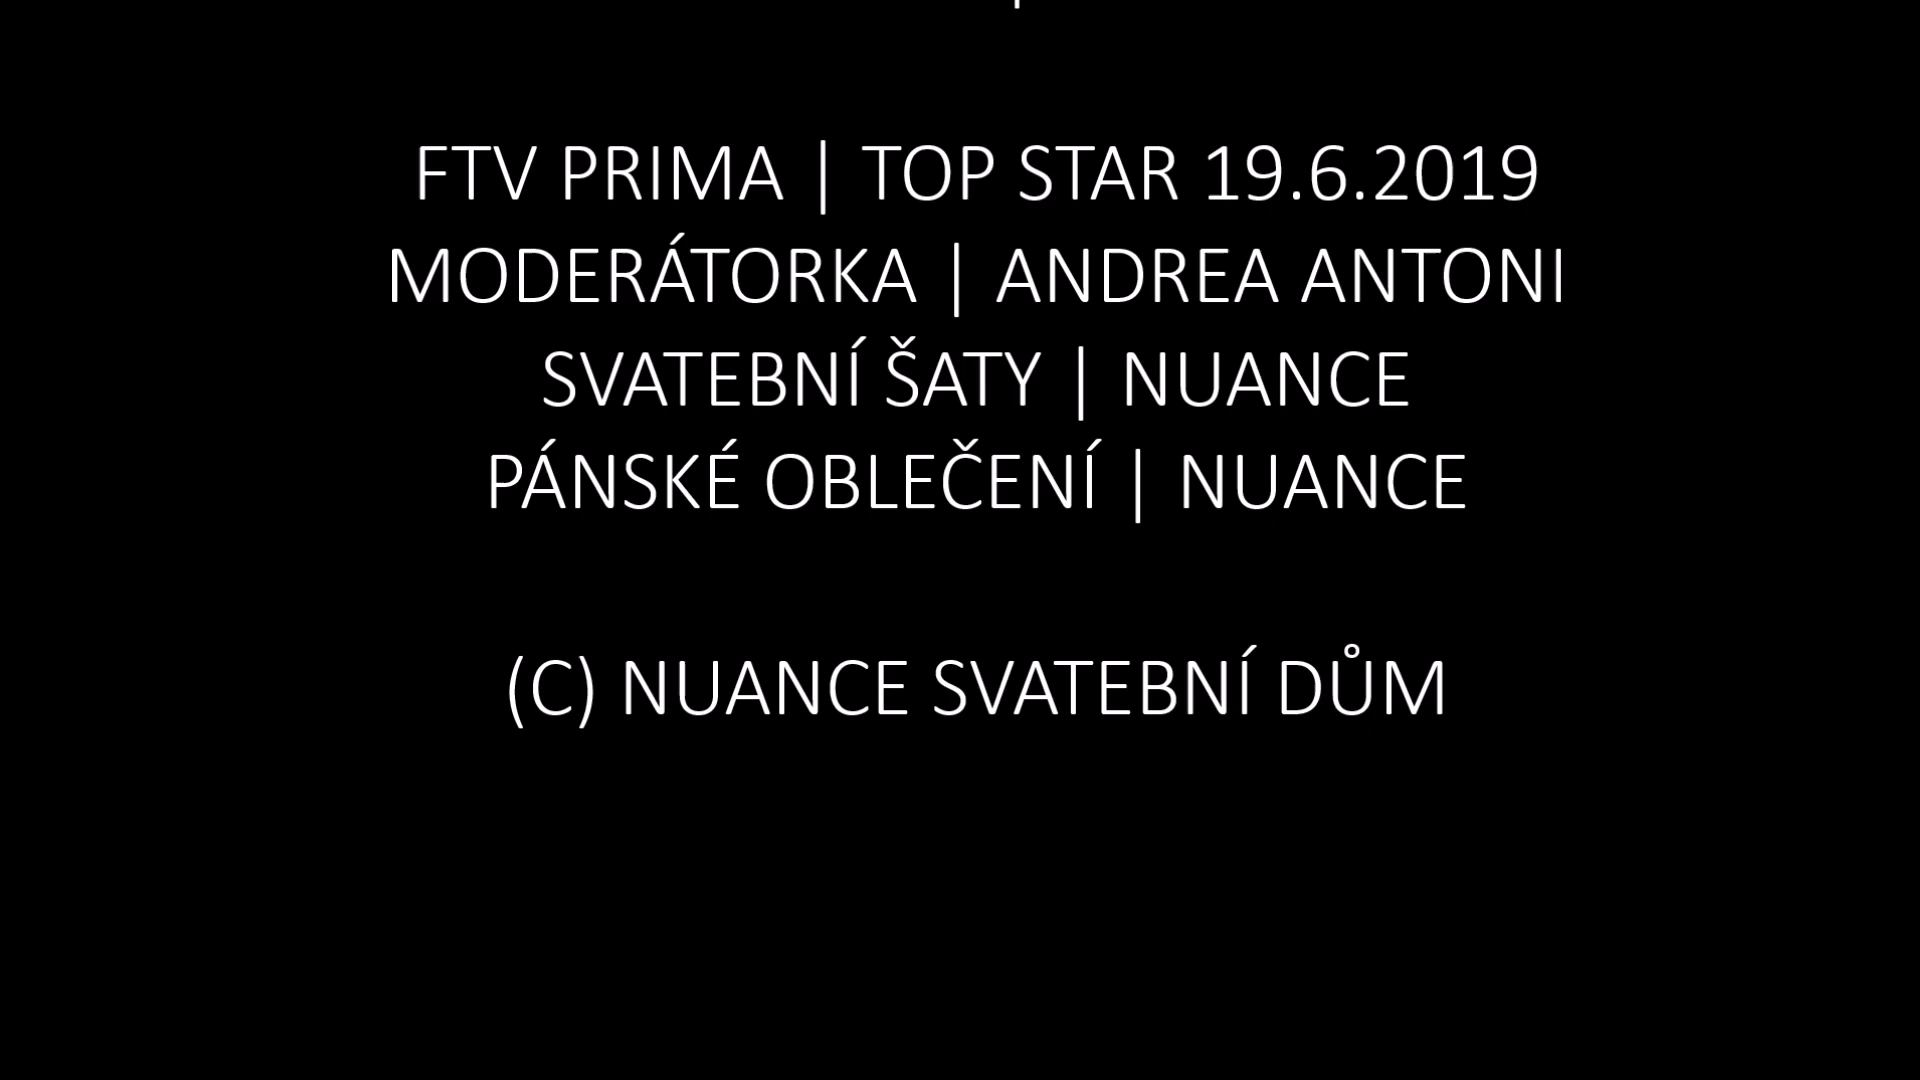 FTV PRIMA | TOP STAR 19.6.2019
MODERÁTORKA | ANDREA ANTONI
SVATEBNÍ ŠATY | NUANCE
PÁNSKÉ OBLEČENÍ | NUANCE
(C) NUANCE SVATEBNÍ DŮM